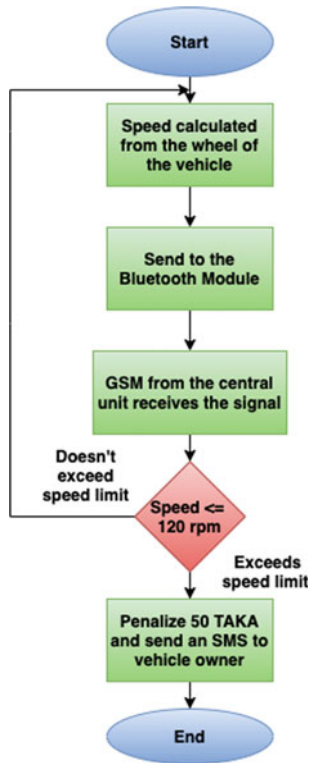 Start
Speed calculated
from the wheel of
the vehicle
Send to the
Bluetooth Module
GSM from the central
unit receives the signal
Doesn't
exceed
speed limit
Speed <=
120 rpm
Exceeds
speed limit
Penalize 50 TAKA
and send an SMS to
vehicle owner
End